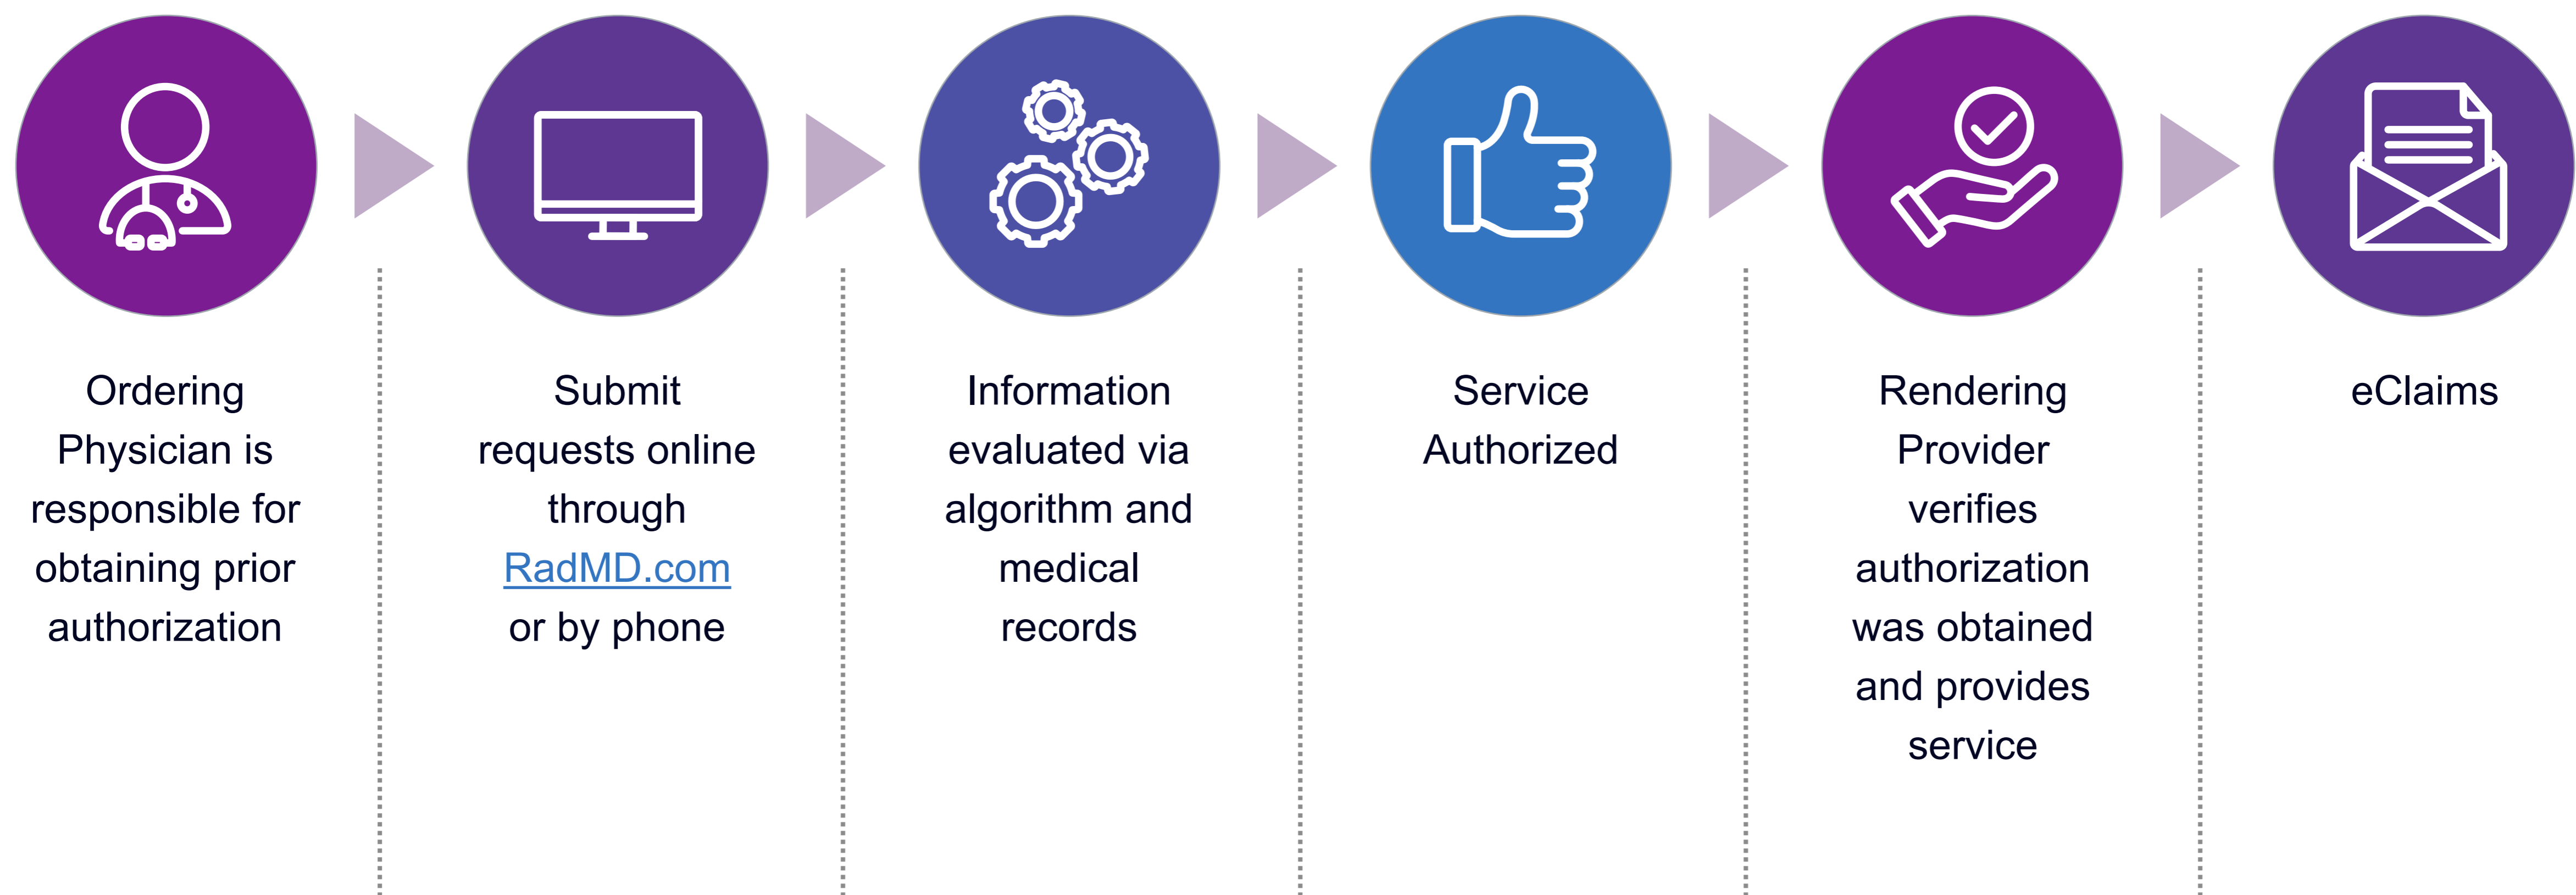 Ordering
Physician is
responsible for
obtaining prior
authorization
Submit
requests online
through
RadMD.com
or by phone
Information
evaluated via
algorithm and
medical
records
Service
Authorized
Rendering
Provider
verifies
authorization
was obtained
and provides
service
eClaims